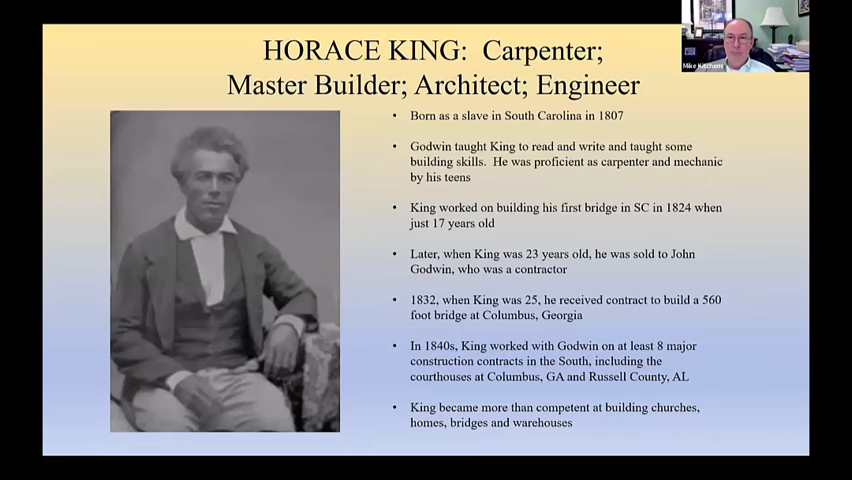 HORACE KING: Carpenter;
Master Builder; Architect; Engineer
Mike Kitchens
• Born as a slave in South Carolina in 1807
• Godwin taught King to read and write and taught some
building skills. He was proficient as carpenter and mechanic
by his teens
• King worked on building his first bridge in SC in 1824 when
just 17 years old
• Later, when King was 23 years old, he was sold to John
Godwin, who was a contractor
• 1832, when King was 25, he received contract to build a 560
foot bridge at Columbus, Georgia
• In 1840s, King worked with Godwin on at least 8 major
construction contracts in the South, including the
courthouses at Columbus, GA and Russell County, AL
• King became more than competent at building churches,
homes, bridges and warehouses